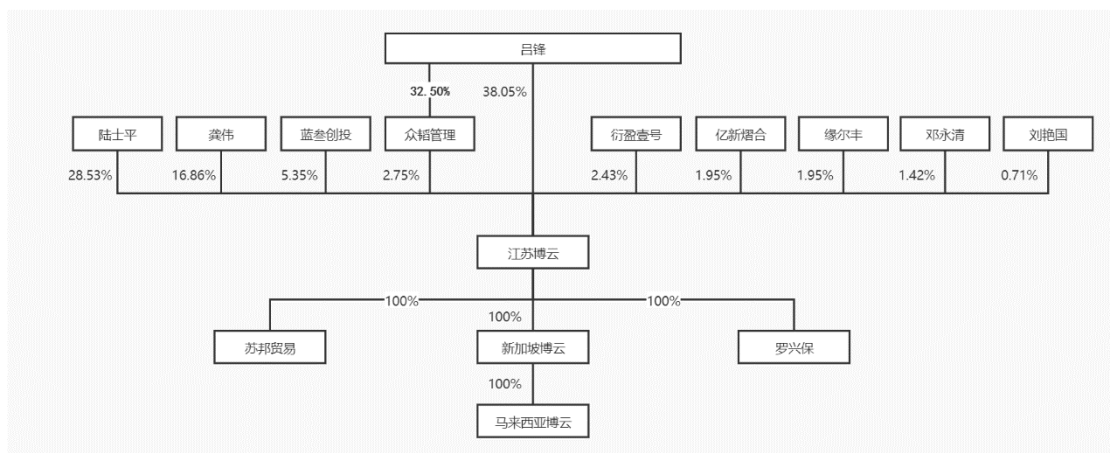 吕锋
32.50%
38.05%
陆士平
龚伟
蓝叁创投
众韬管理
衍盈壹号
亿新熠合
缘尔丰
邓永清
刘艳国
28.53%
16.86%
5.35%
2.75%
2.43%
1.95%
1.95%
1.42%
0.71%
江苏博云
100%
100%
100%
苏邦贸易
新加坡博云
罗兴保
100%
马来西亚博云